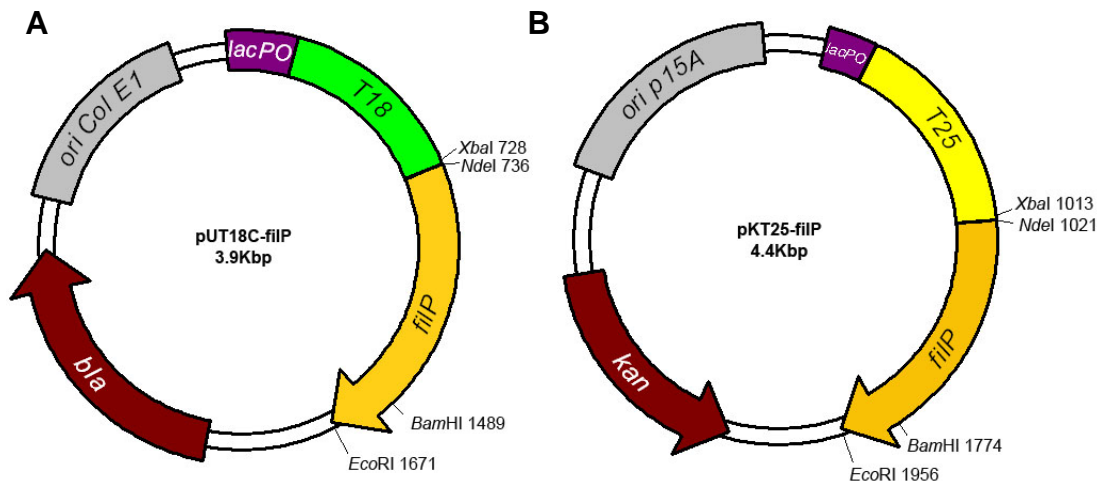 A
lacPO
T18
XbaI 728
NdeI 736
ori Col E1
pUT18C-filP
3.9Kbp
filP
BamHI 1489
EcoRI 1671
bla
B
lacPO
T25
XbaI 1013
NdeI 1021
ori p15A
pKT25-filP
4.4Kbp
filP
BamHI 1774
EcoRI 1956
kan